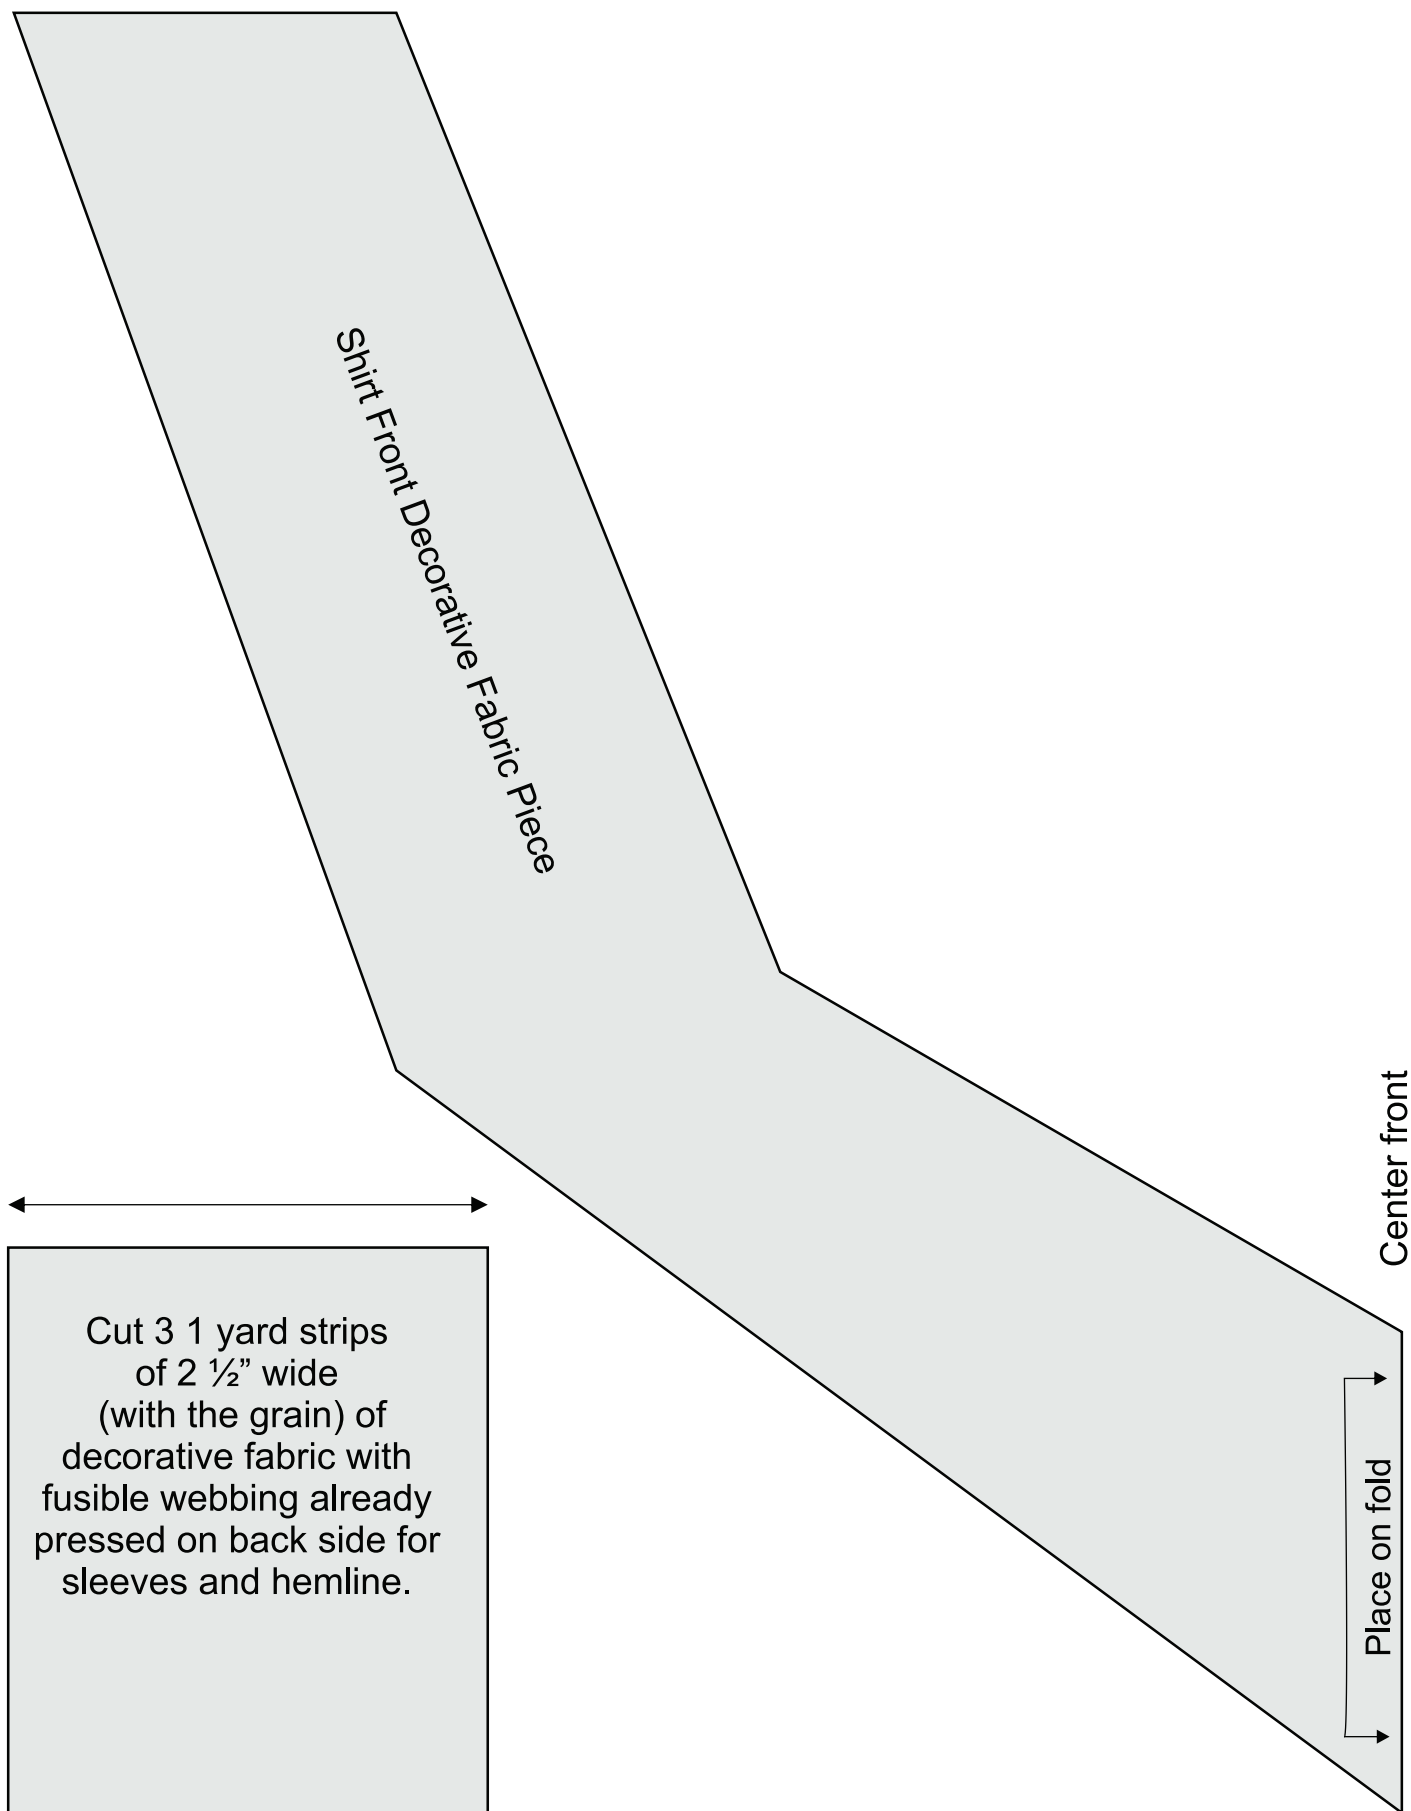 Shirt Front Decorative Fabric Piece
Center front
Cut 3 1 yard strips
of 2 ½” wide
(with the grain) of
decorative fabric with
fusible webbing already
pressed on back side for
sleeves and hemline.
Place on fold